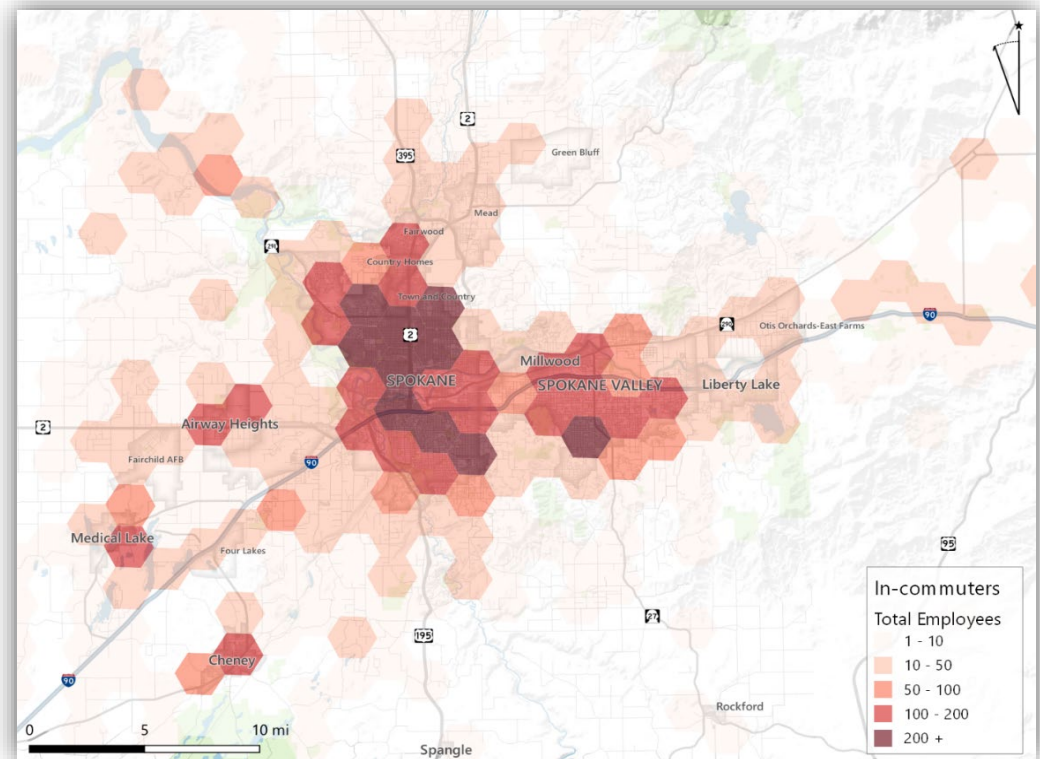 2
395
Green Bluff
Mead
Fairwood
290
Country Homes
Town and Country
2
90
290
Otis Orchards-East Farms
Millwood
SPOKANE
SPOKANE VALLEY
Liberty Lake
2
Airway Heights
Fairchild AFB
90
Medical Lake
Four Lakes
95
27
195
Cheney
90
Rockford
Spangle
0 5 10 mi
In-commuters
Total Employees
1 - 10
10 - 50
50 - 100
100 - 200
200 +